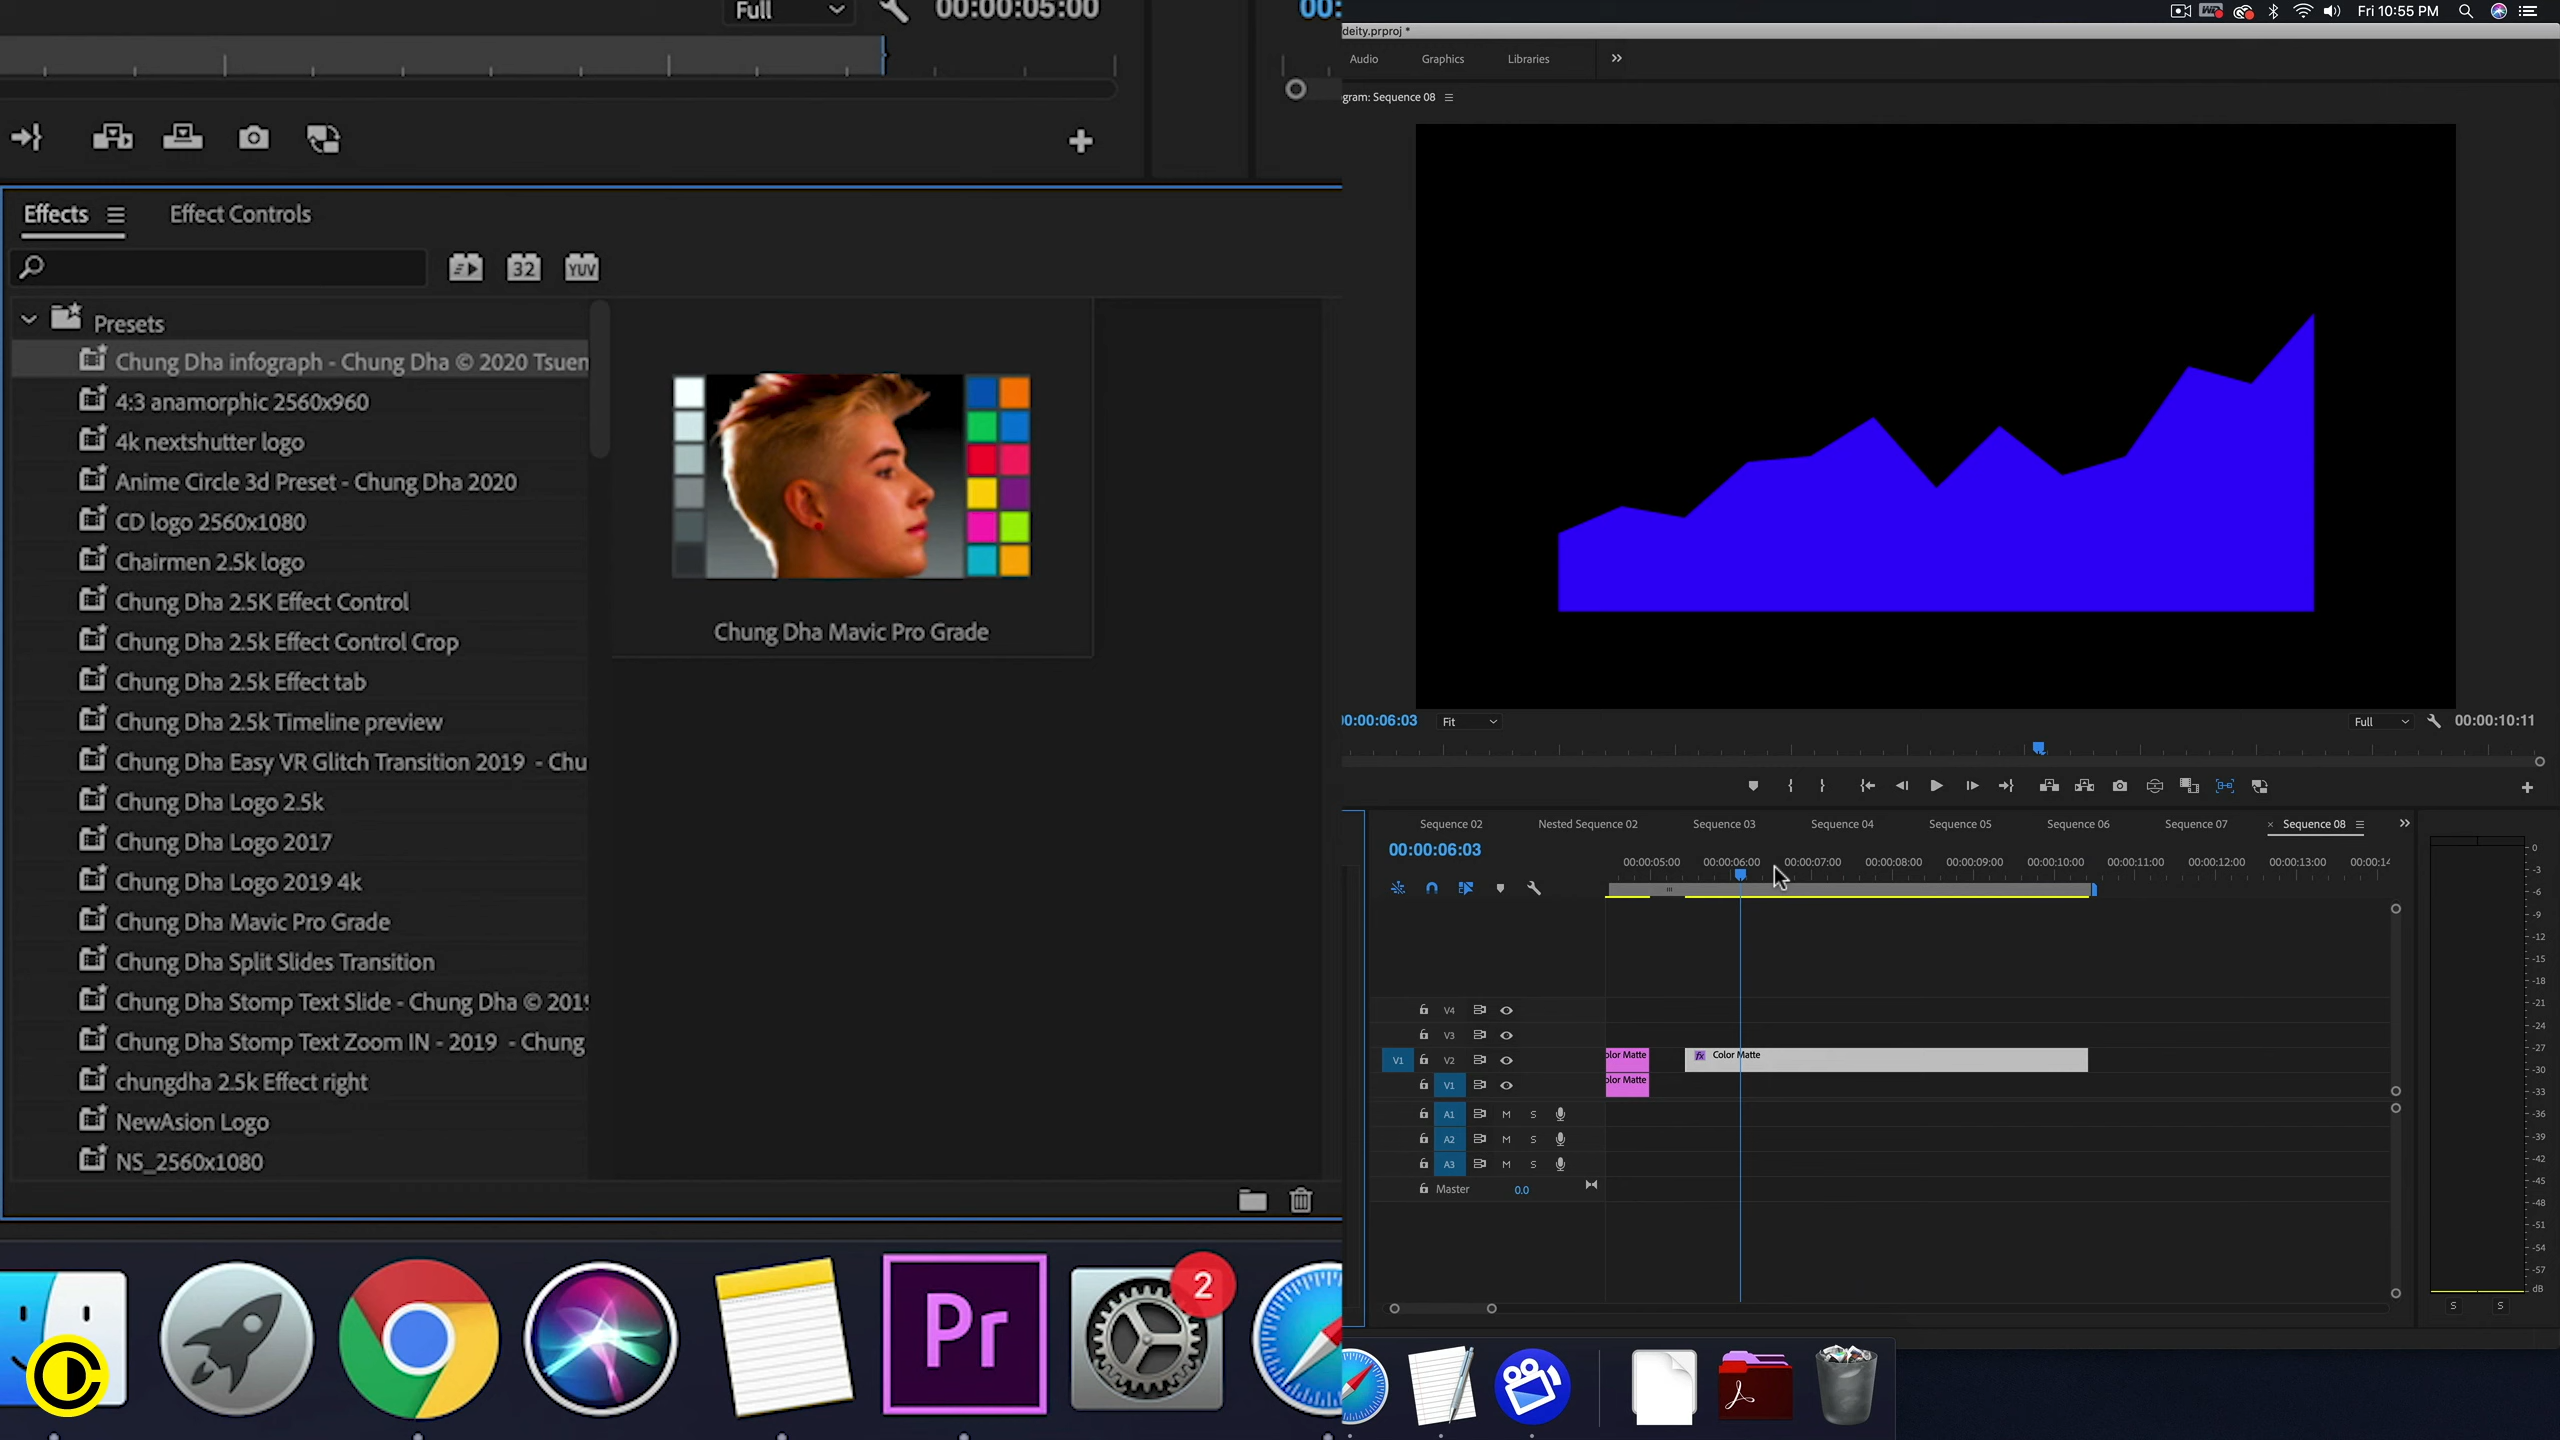 Full
00:00:05:00
00:
Fri 10:55 PM
deity.prproj *
Audio
Graphics
Libraries
gram: Sequence 08
Effects
Effect Controls
32
YUV
Presets
Chung Dha infograph - Chung Dha © 2020 Tsuen
4:3 anamorphic 2560x960
4k nextshutter logo
Anime Circle 3d Preset - Chung Dha 2020
CD logo 2560x1080
Chairmen 2.5k logo
Chung Dha 2.5K Effect Control
Chung Dha 2.5k Effect Control Crop
Chung Dha 2.5k Effect tab
Chung Dha 2.5k Timeline preview
Chung Dha Easy VR Glitch Transition 2019 - Chu
Chung Dha Logo 2.5k
Chung Dha Logo 2017
Chung Dha Logo 2019 4k
Chung Dha Mavic Pro Grade
Chung Dha Split Slides Transition
Chung Dha Stomp Text Slide - Chung Dha © 2019
Chung Dha Stomp Text Zoom IN - 2019 - Chung
chungdha 2.5k Effect right
NewAsion Logo
NS_2560x1080
Chung Dha Mavic Pro Grade
00:00:06:03
Fit
Full
00:00:10:11
Sequence 02
Nested Sequence 02
Sequence 03
Sequence 04
Sequence 05
Sequence 06
Sequence 07
× Sequence 08
00:00:06:03
00:00:05:00
00:00:06:00
00:00:07:00
00:00:08:00
00:00:09:00
00:00:10:00
00:00:11:00
00:00:12:00
00:00:13:00
00:00:14
V4
V3
V1
V2
olor Matte
fx
Color Matte
V1
olor Matte
A1
M
S
A2
M
S
A3
M
S
Master
0.0
0
-3
-6
-9
-12
-15
-18
-21
-24
-27
-30
-33
-36
-39
-42
-45
-48
-51
-54
-57
dB
S
S
Pr
2